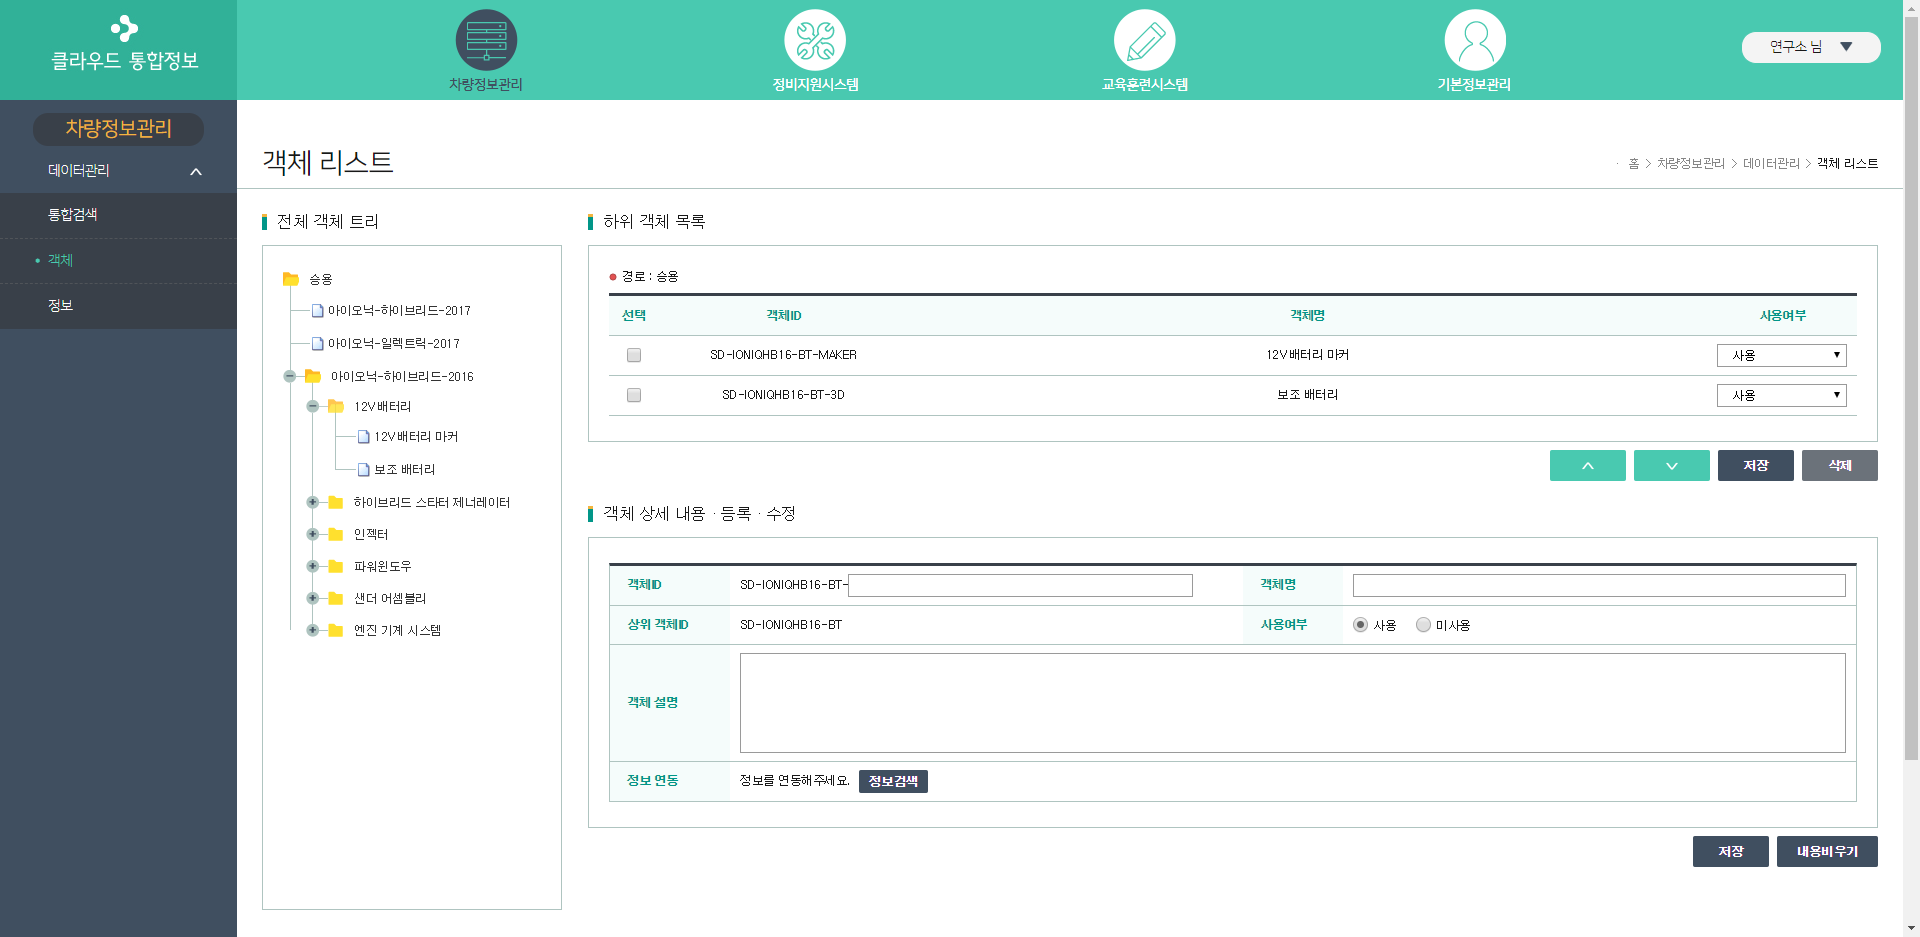 클라우드 통합정보
차량정보관리
정비지원시스템
교육훈련시스템
기본정보관리
연구소 님 ▼
차량정보관리
데이터관리
통합검색
• 객체
정보
객체 리스트
· 홈 > 차량정보관리 > 데이터관리 > 객체 리스트
전체 객체 트리
승용
아이오닉-하이브리드-2017
아이오닉-일렉트릭-2017
아이오닉-하이브리드-2016
12V배터리
12V배터리 마커
보조 배터리
하이브리드 스타터 제너레이터
인젝터
파워윈도우
샌더 어셈블리
엔진 기계 시스템
하위 객체 목록
경로 : 승용
선택 객체ID 객체명 사용여부
SD-IONIQHB16-BT-MAKER 12V배터리 마커 사용
SD-IONIQHB16-BT-3D 보조 배터리 사용
저장 삭제
객체 상세 내용 · 등록 · 수정
객체ID SD-IONIQHB16-BT- 객체명
상위 객체ID SD-IONIQHB16-BT 사용여부 사용 미사용
객체 설명
정보 연동 정보를 연동해주세요. 정보검색
저장 내용비우기